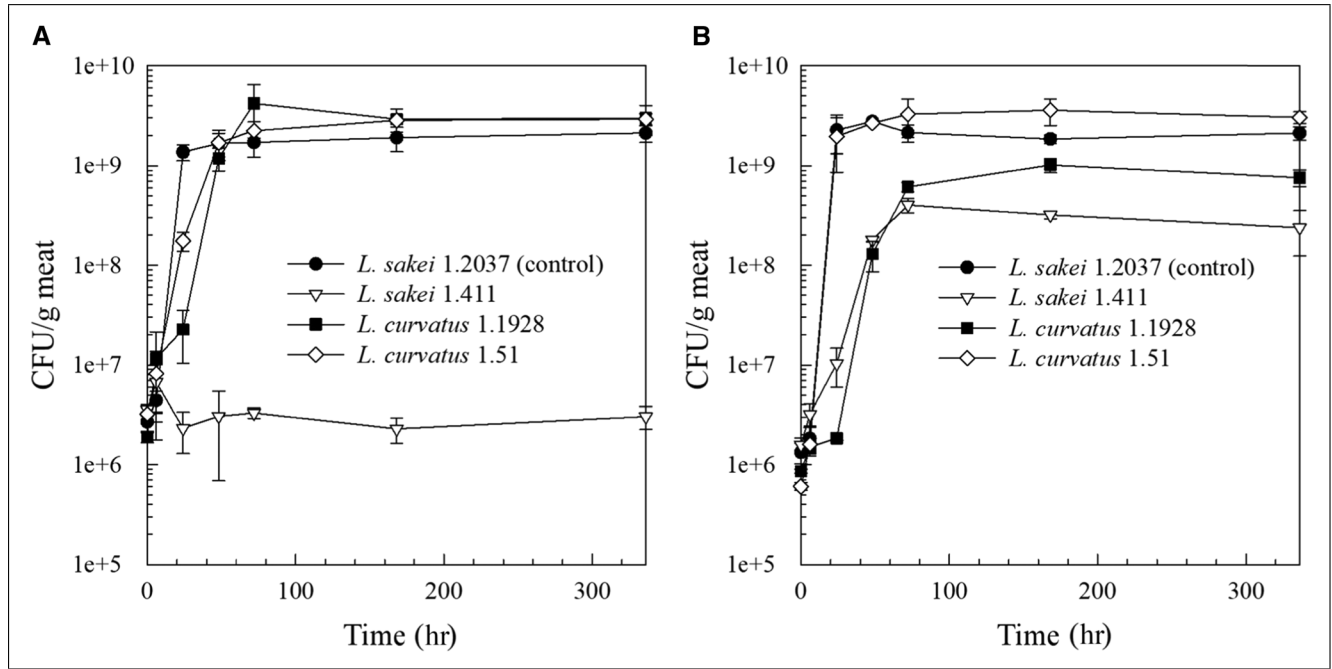 A
CFU/g meat
1e+10
1e+9
1e+8
1e+7
1e+6
1e+5
L. sakei 1.2037 (control)
L. sakei 1.411
L. curvatus 1.1928
L. curvatus 1.51
0 100 200 300
Time (hr)
B
CFU/g meat
1e+10
1e+9
1e+8
1e+7
1e+6
1e+5
L. sakei 1.2037 (control)
L. sakei 1.411
L. curvatus 1.1928
L. curvatus 1.51
0 100 200 300
Time (hr)